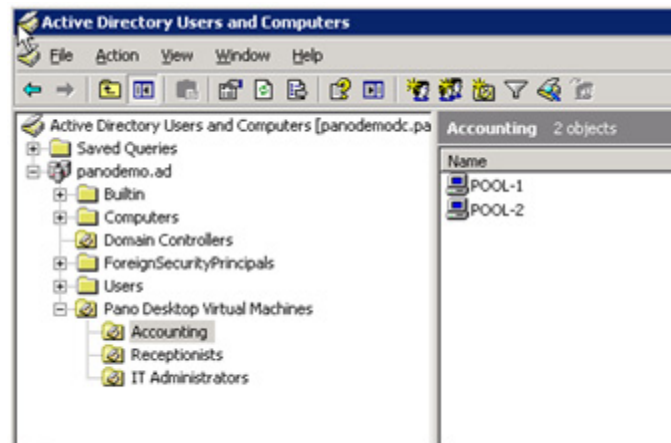 Active Directory Users and Computers
File Action View Window Help
Active Directory Users and Computers [panodemodc.pa
Accounting 2 objects
Saved Queries
Name
panodemo.ad
POOL-1
Builtin
POOL-2
Computers
Domain Controllers
ForeignSecurityPrincipals
Users
Pano Desktop Virtual Machines
Accounting
Receptionists
IT Administrators